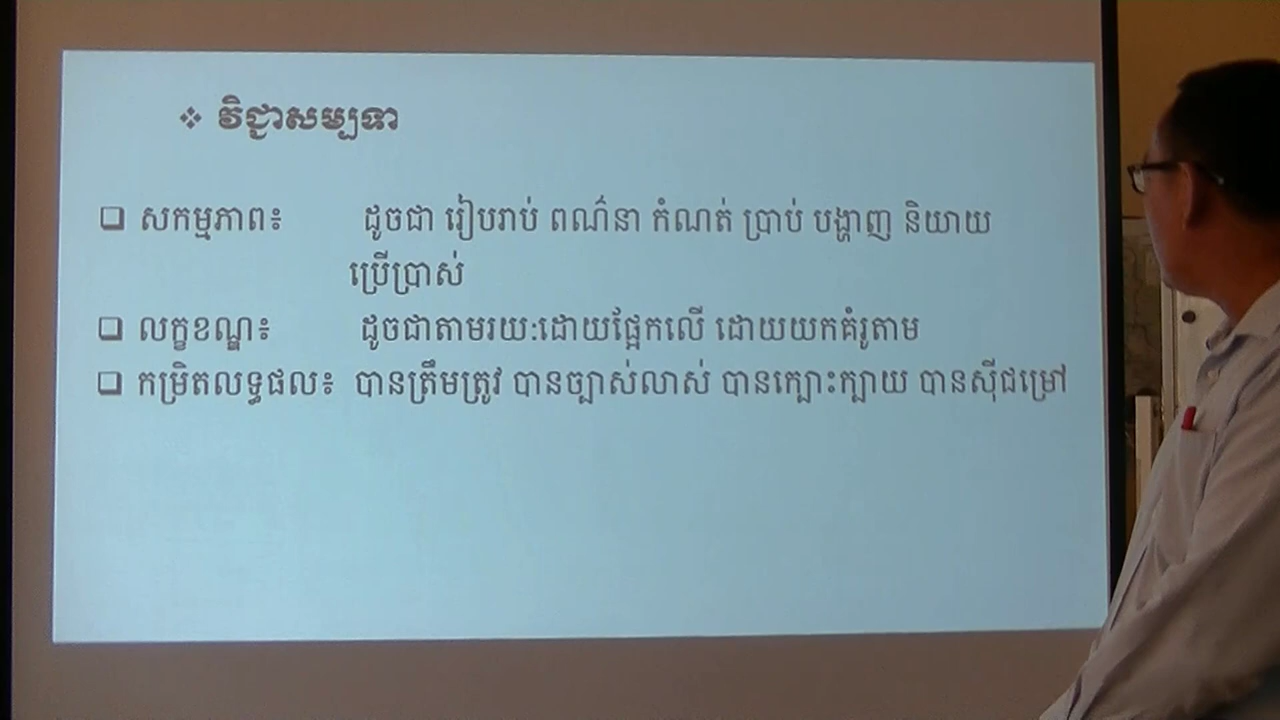 ❖ វិជ្ជាសម្បទា
❑ សកម្មភាព៖ ដូចជា រៀបរាប់ ពណ៌នា កំណត់ ប្រាប់ បង្ហាញ និយាយ
ប្រើប្រាស់
❑ លក្ខខណ្ឌ៖ ដូចជាតាមរយៈដោយផ្អែកលើ ដោយយកគំរូតាម
❑ កម្រិតលទ្ធផល៖ បានត្រឹមត្រូវ បានច្បាស់លាស់ បានក្បោះក្បាយ បានស៊ីជម្រៅ